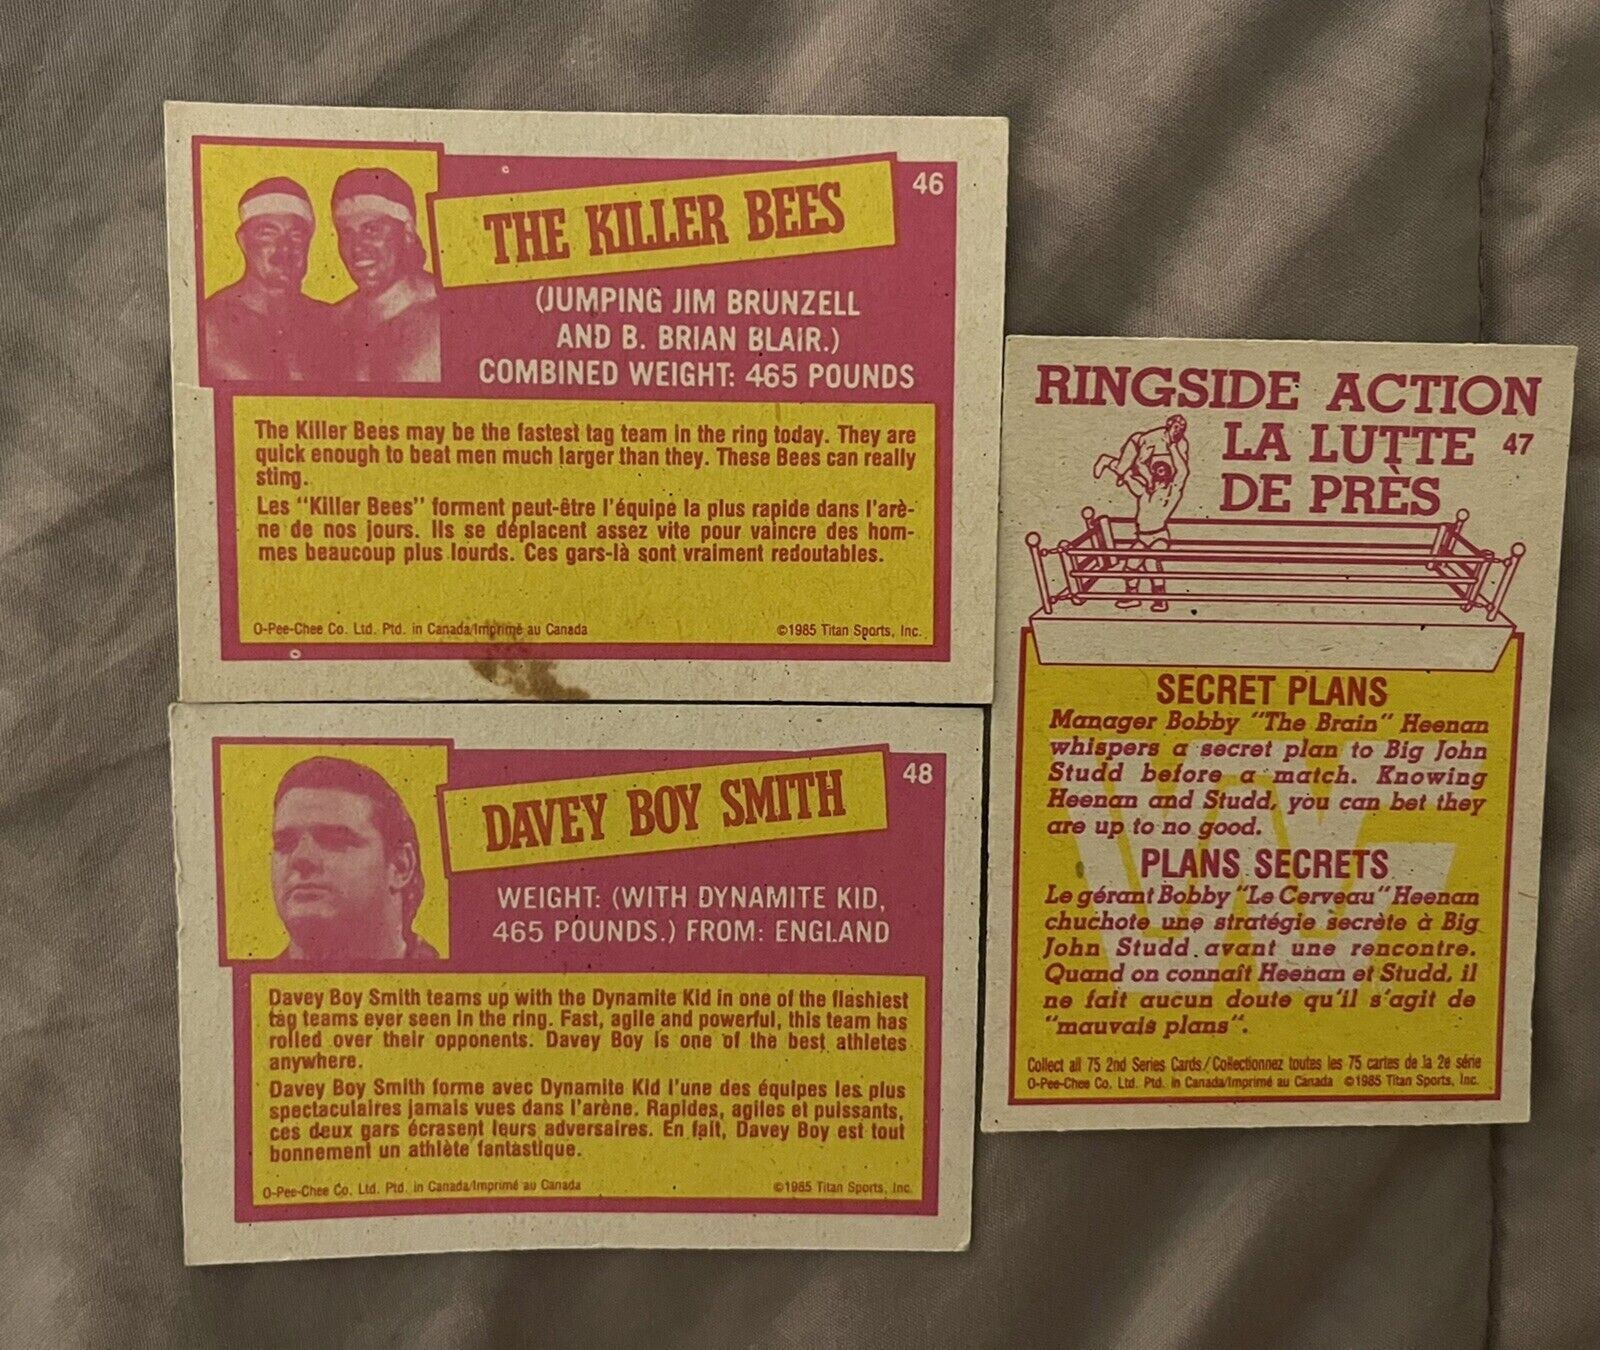 46
THE KILLER BEES
(JUMPING JIM BRUNZELL
AND B. BRIAN BLAIR.)
COMBINED WEIGHT: 465 POUNDS
The Killer Bees may be the fastest tag team in the ring today. They are
quick enough to beat men much larger than they. These Bees can really
sting.
Les "Killer Bees" forment peut-être l'équipe la plus rapide dans l'arè-
ne de nos jours. Ils se déplacent assez vite pour vaincre des hom-
mes beaucoup plus lourds. Ces gars-là sont vraiment redoutables.
O-Pee-Chee Co. Ltd. Ptd. in Canada/Imprimé au Canada ©1985 Titan Sports, Inc.
48
DAVEY BOY SMITH
WEIGHT: (WITH DYNAMITE KID,
465 POUNDS.) FROM: ENGLAND
Davey Boy Smith teams up with the Dynamite Kid in one of the flashiest
tag teams ever seen in the ring. Fast, agile and powerful, this team has
rolled over their opponents. Davey Boy is one of the best athletes
anywhere.
Davey Boy Smith forme avec Dynamite Kid l'une des équipes les plus
spectaculaires jamais vues dans l'arène. Rapides, agiles et puissants,
ces deux gars écrasent leurs adversaires. En fait, Davey Boy est tout
bonnement un athlète fantastique.
O-Pee-Chee Co. Ltd. Ptd. in Canada/Imprimé au Canada ©1985 Titan Sports, Inc.
RINGSIDE ACTION
LA LUTTE 47
DE PRÈS
SECRET PLANS
Manager Bobby "The Brain" Heenan
whispers a secret plan to Big John
Studd before a match. Knowing
Heenan and Studd, you can bet they
are up to no good.
PLANS SECRETS
Le gérant Bobby "Le Cerveau" Heenan
chuchote une stratégie secrète à Big
John Studd avant une rencontre.
Quand on connaît Heenan et Studd, il
ne fait aucun doute qu'il s'agit de
"mauvais plans".
Collect all 75 2nd Series Cards/Collectionnez toutes les 75 cartes de la 2e série
O-Pee-Chee Co. Ltd. Ptd. in Canada/Imprimé au Canada ©1985 Titan Sports, Inc.